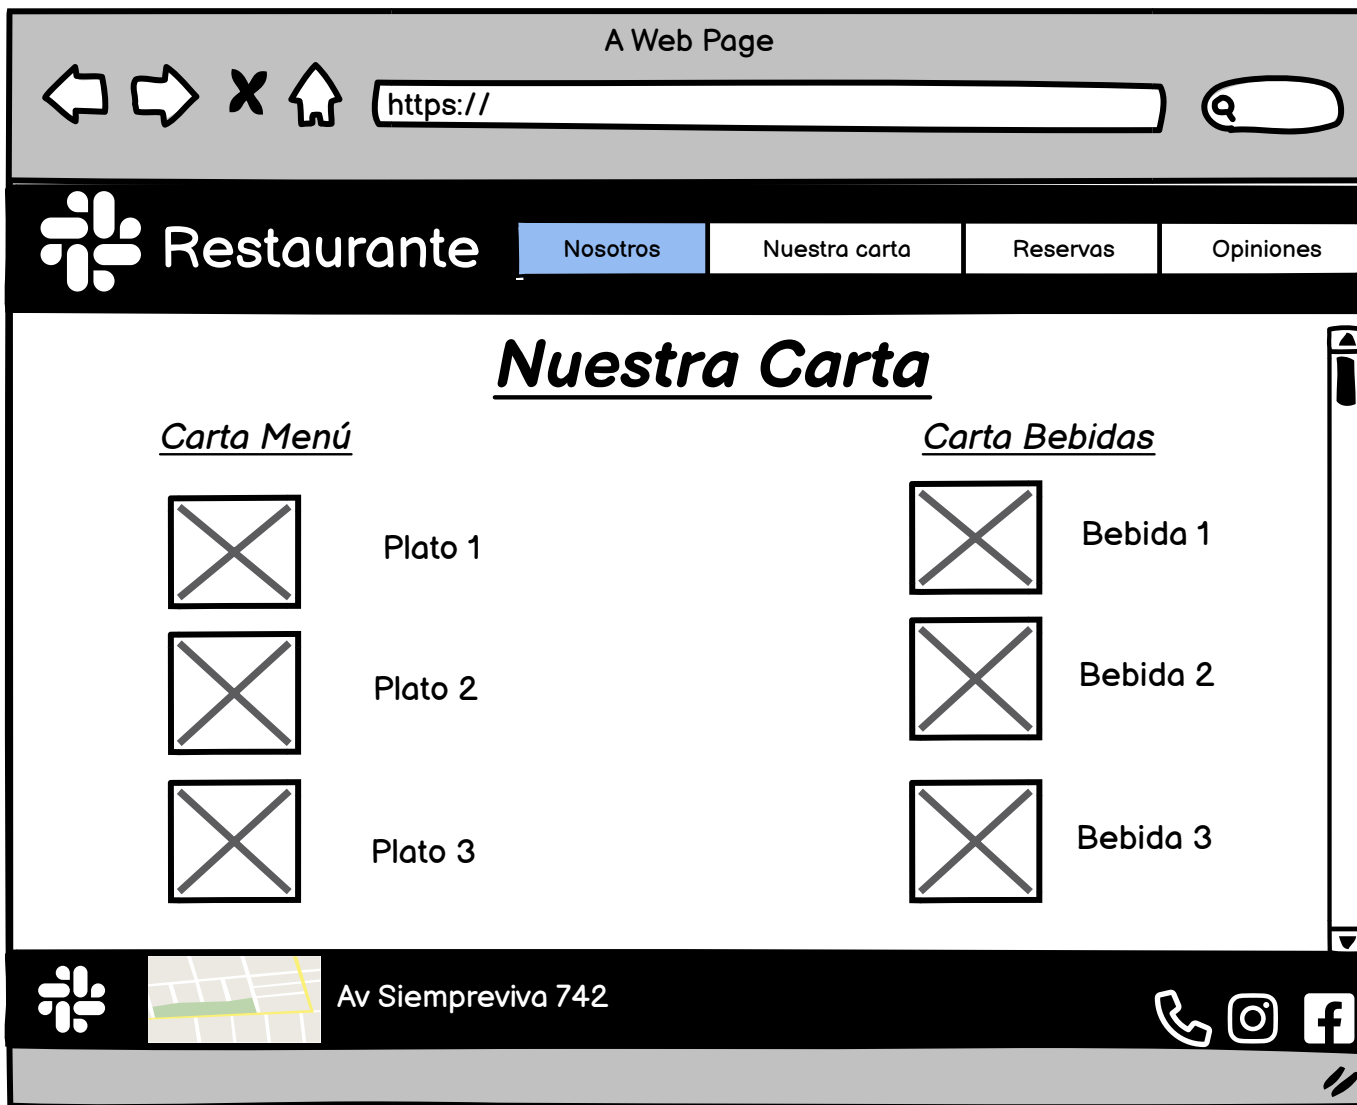 A Web Page
https://
Restaurante
Nosotros
Nuestra carta
Reservas
Opiniones
Nuestra Carta
Carta Menú
Carta Bebidas
Plato 1
Bebida 1
Plato 2
Bebida 2
Plato 3
Bebida 3
Av Siempreviva 742